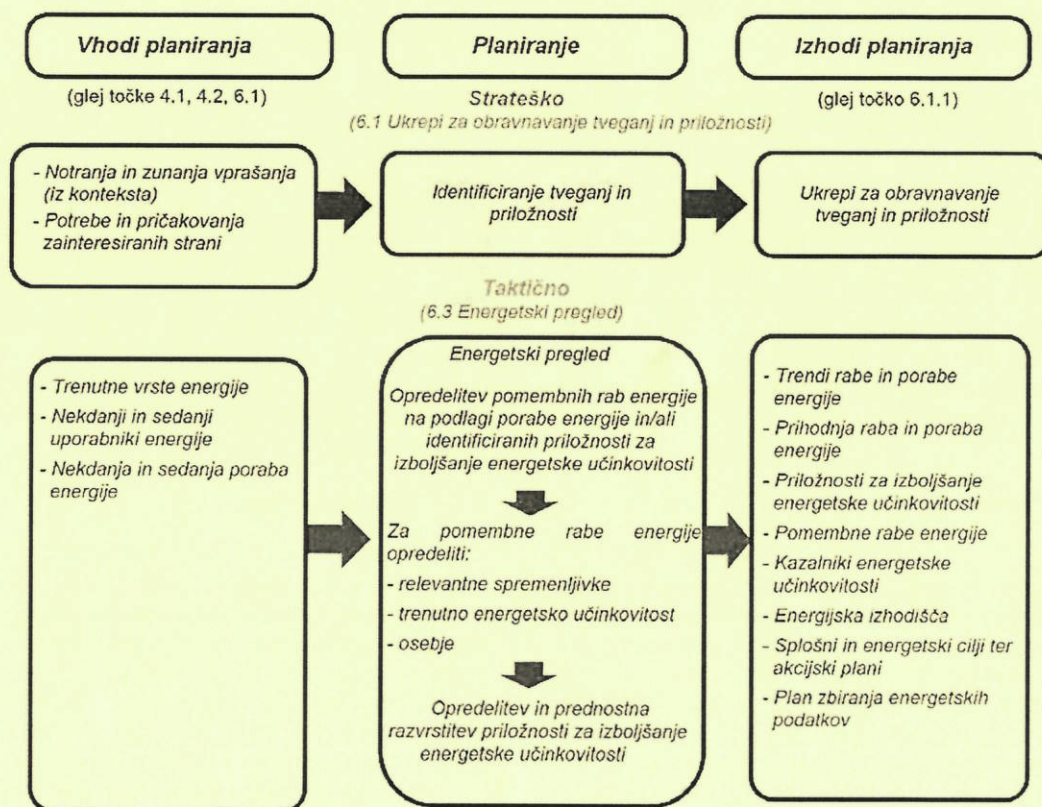 Vhodi planiranja
Planiranje
Izhodi planiranja
(glej točke 4.1, 4.2, 6.1)
Strateško
(6.1 Ukrepi za obravnavanje tveganj in priložnosti)
(glej točko 6.1.1)
- Notranja in zunanja vprašanja
(iz konteksta)
- Potrebe in pričakovanja
zainteresiranih strani
Identificiranje tveganj in
priložnosti
Ukrepi za obravnavanje
tveganj in priložnosti
Taktično
(6.3 Energetski pregled)
- Trenutne vrste energije
- Nekdanji in sedanji
uporabniki energije
- Nekdanja in sedanja poraba
energije
Energetski pregled
Opredelitev pomembnih rab energije
na podlagi porabe energije in/ali
identificiranih priložnosti za
izboljšanje energetske učinkovitosti
Za pomembne rabe energije
opredeliti:
- relevantne spremenljivke
- trenutno energetsko učinkovitost
- osebje
Opredelitev in prednostna
razvrstitev priložnosti za izboljšanje
energetske učinkovitosti
- Trendi rabe in porabe
energije
- Prihodnja raba in poraba
energije
- Priložnosti za izboljšanje
energetske učinkovitosti
- Pomembne rabe energije
- Kazalniki energetske
učinkovitosti
- Energijska izhodišča
- Splošni in energetski cilji ter
akcijski plani
- Plan zbiranja energetskih
podatkov